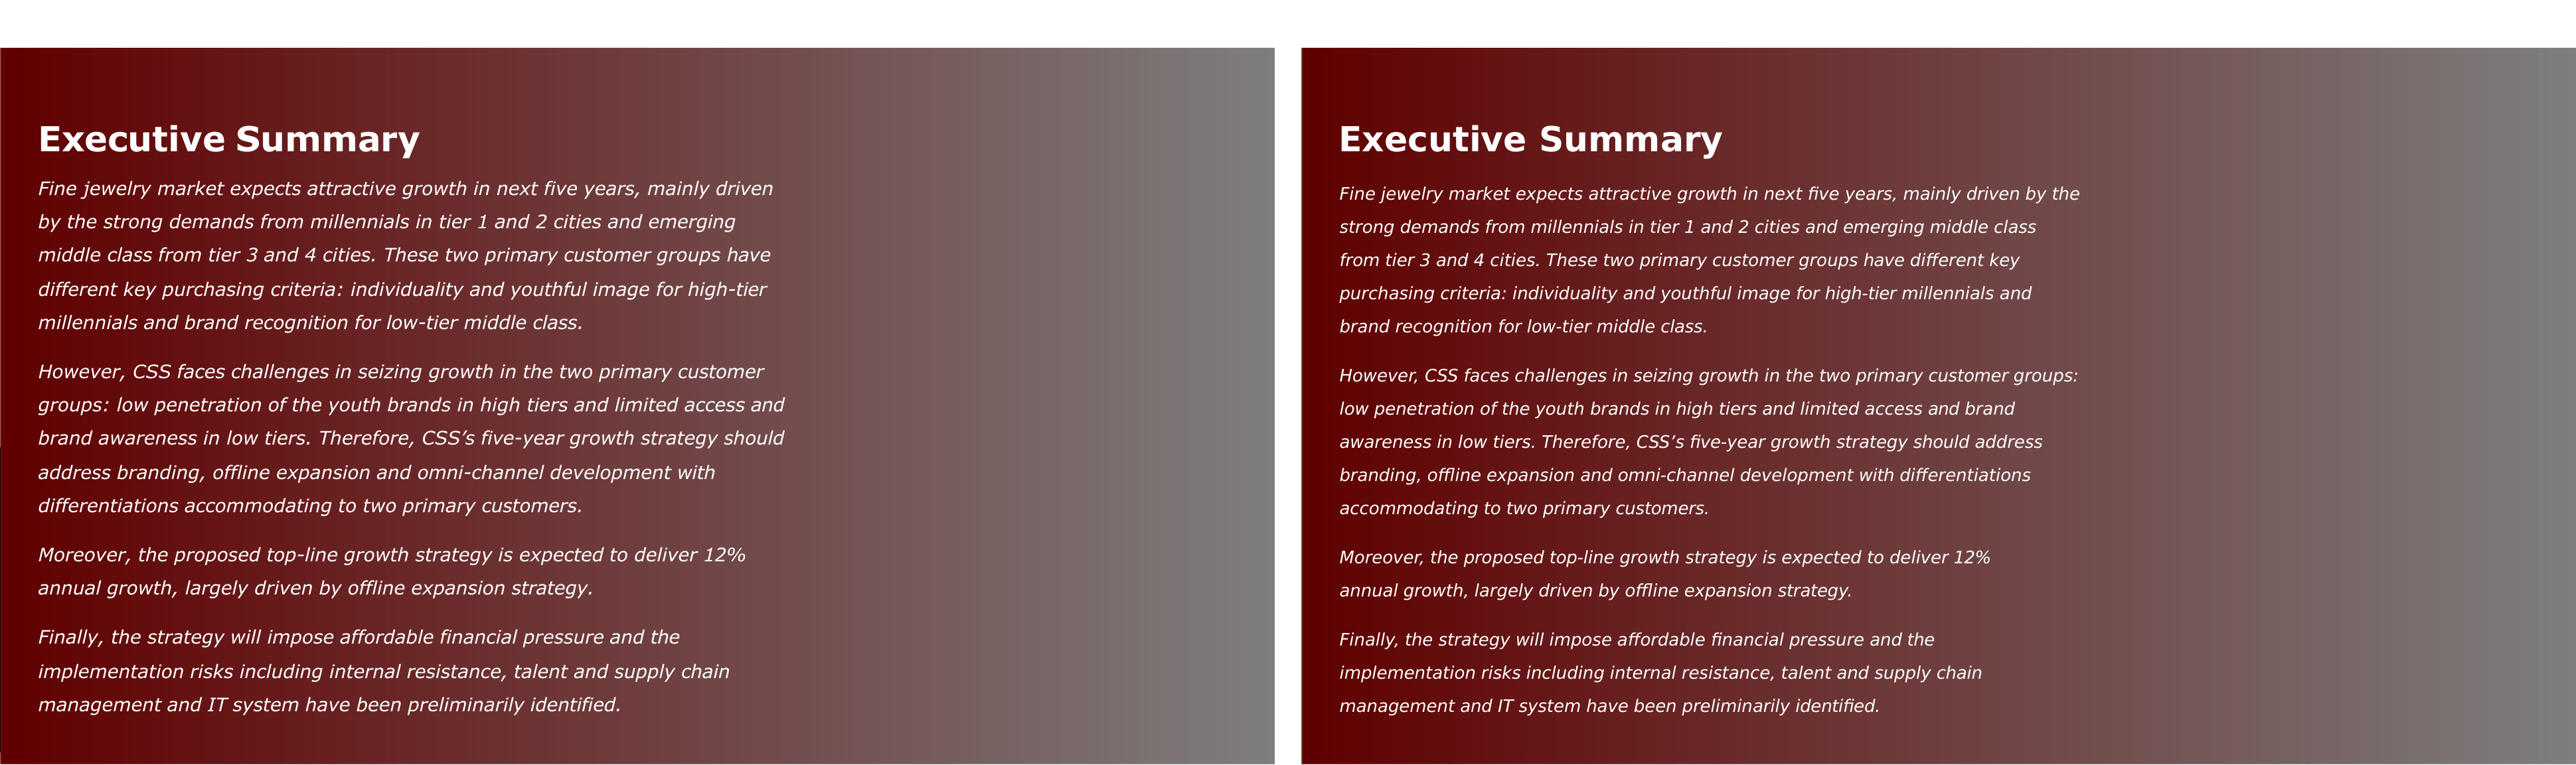 Executive Summary
Fine jewelry market expects attractive growth in next five years, mainly driven
by the strong demands from millennials in tier 1 and 2 cities and emerging
middle class from tier 3 and 4 cities. These two primary customer groups have
different key purchasing criteria: individuality and youthful image for high-tier
millennials and brand recognition for low-tier middle class.
However, CSS faces challenges in seizing growth in the two primary customer
groups: low penetration of the youth brands in high tiers and limited access and
brand awareness in low tiers. Therefore, CSS’s five-year growth strategy should
address branding, offline expansion and omni-channel development with
differentiations accommodating to two primary customers.
Moreover, the proposed top-line growth strategy is expected to deliver 12%
annual growth, largely driven by offline expansion strategy.
Finally, the strategy will impose affordable financial pressure and the
implementation risks including internal resistance, talent and supply chain
management and IT system have been preliminarily identified.
Executive Summary
Fine jewelry market expects attractive growth in next five years, mainly driven by the
strong demands from millennials in tier 1 and 2 cities and emerging middle class
from tier 3 and 4 cities. These two primary customer groups have different key
purchasing criteria: individuality and youthful image for high-tier millennials and
brand recognition for low-tier middle class.
However, CSS faces challenges in seizing growth in the two primary customer groups:
low penetration of the youth brands in high tiers and limited access and brand
awareness in low tiers. Therefore, CSS’s five-year growth strategy should address
branding, offline expansion and omni-channel development with differentiations
accommodating to two primary customers.
Moreover, the proposed top-line growth strategy is expected to deliver 12%
annual growth, largely driven by offline expansion strategy.
Finally, the strategy will impose affordable financial pressure and the
implementation risks including internal resistance, talent and supply chain
management and IT system have been preliminarily identified.